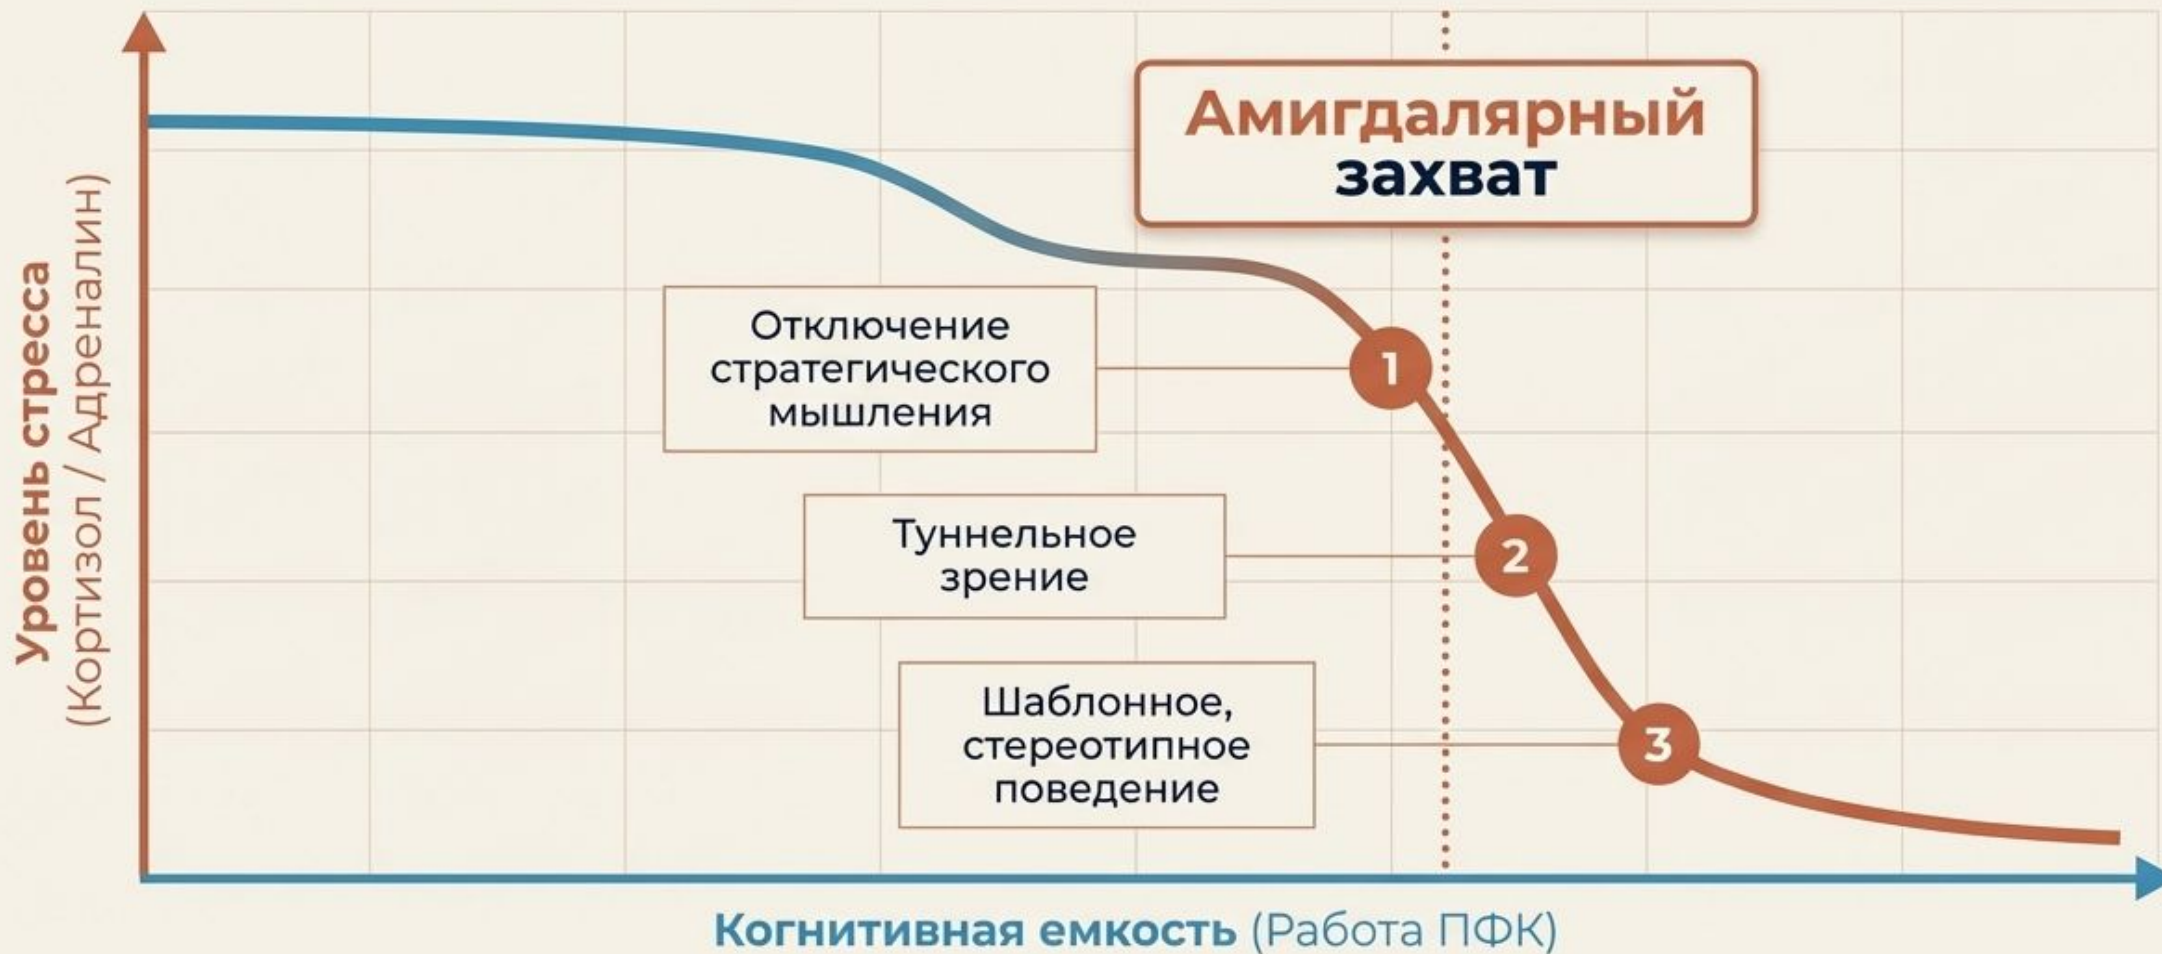 Амигдалярный
захват
Отключение
стратегического
мышления
1
Туннельное
зрение
2
Шаблонное,
стереотипное
поведение
3
Уровень стресса
(Кортизол / Адреналин)
Когнитивная емкость (Работа ПФК)